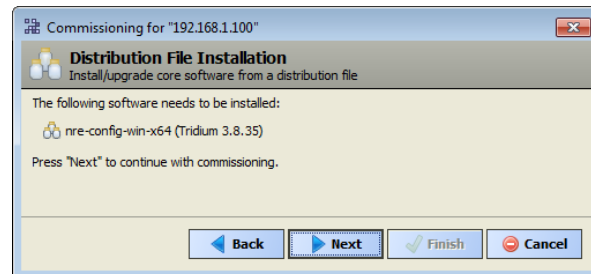 Commissioning for "192.168.1.100"
Distribution File Installation
Install/upgrade core software from a distribution file
The following software needs to be installed:
nre-config-win-x64 (Tridium 3.8.35)
Press "Next" to continue with commissioning.
Back Next Finish Cancel